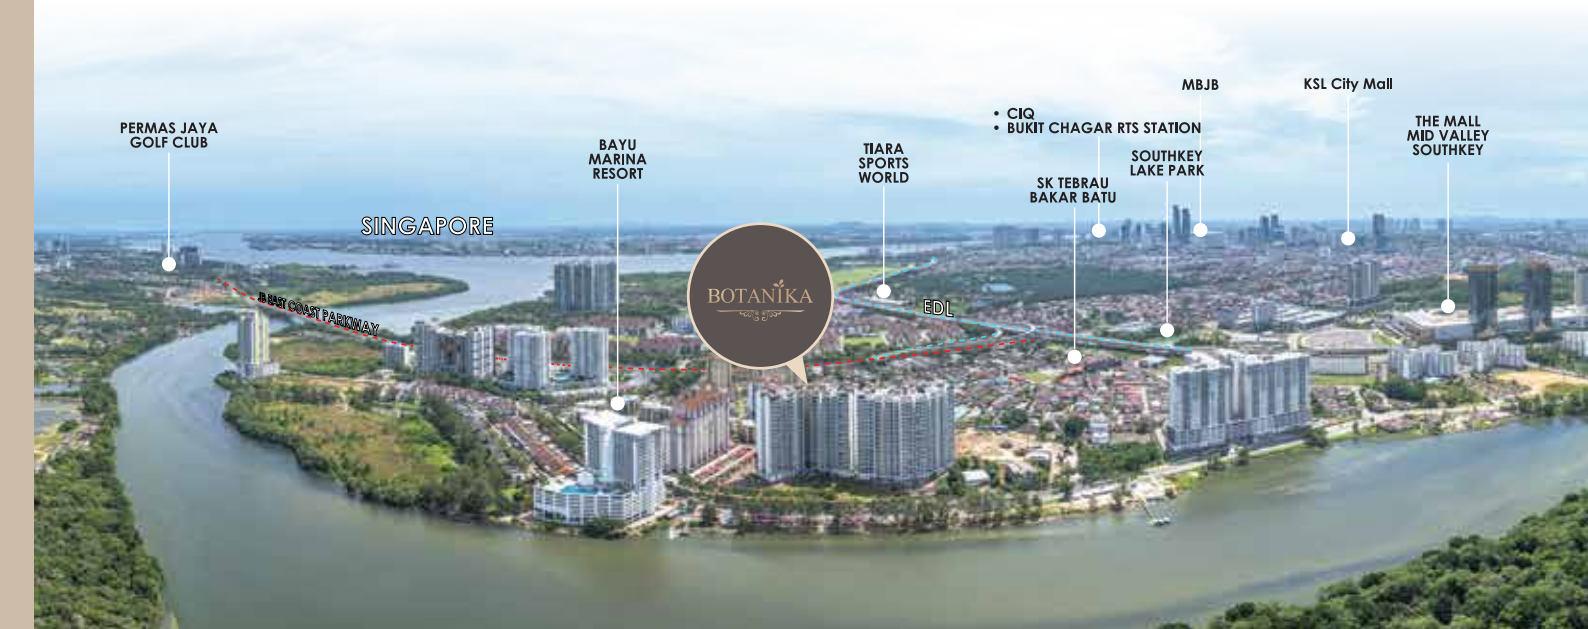 PERMAS JAYA
GOLF CLUB
SINGAPORE
JB EAST COAST PARKWAY
BAYU
MARINA
RESORT
BOTANIKA
TIARA
SPORTS
WORLD
EDL
• CIQ
• BUKIT CHAGAR RTS STATION
SK TEBRAU
BAKAR BATU
SOUTHKEY
LAKE PARK
MBJB
KSL City Mall
THE MALL
MID VALLEY
SOUTHKEY